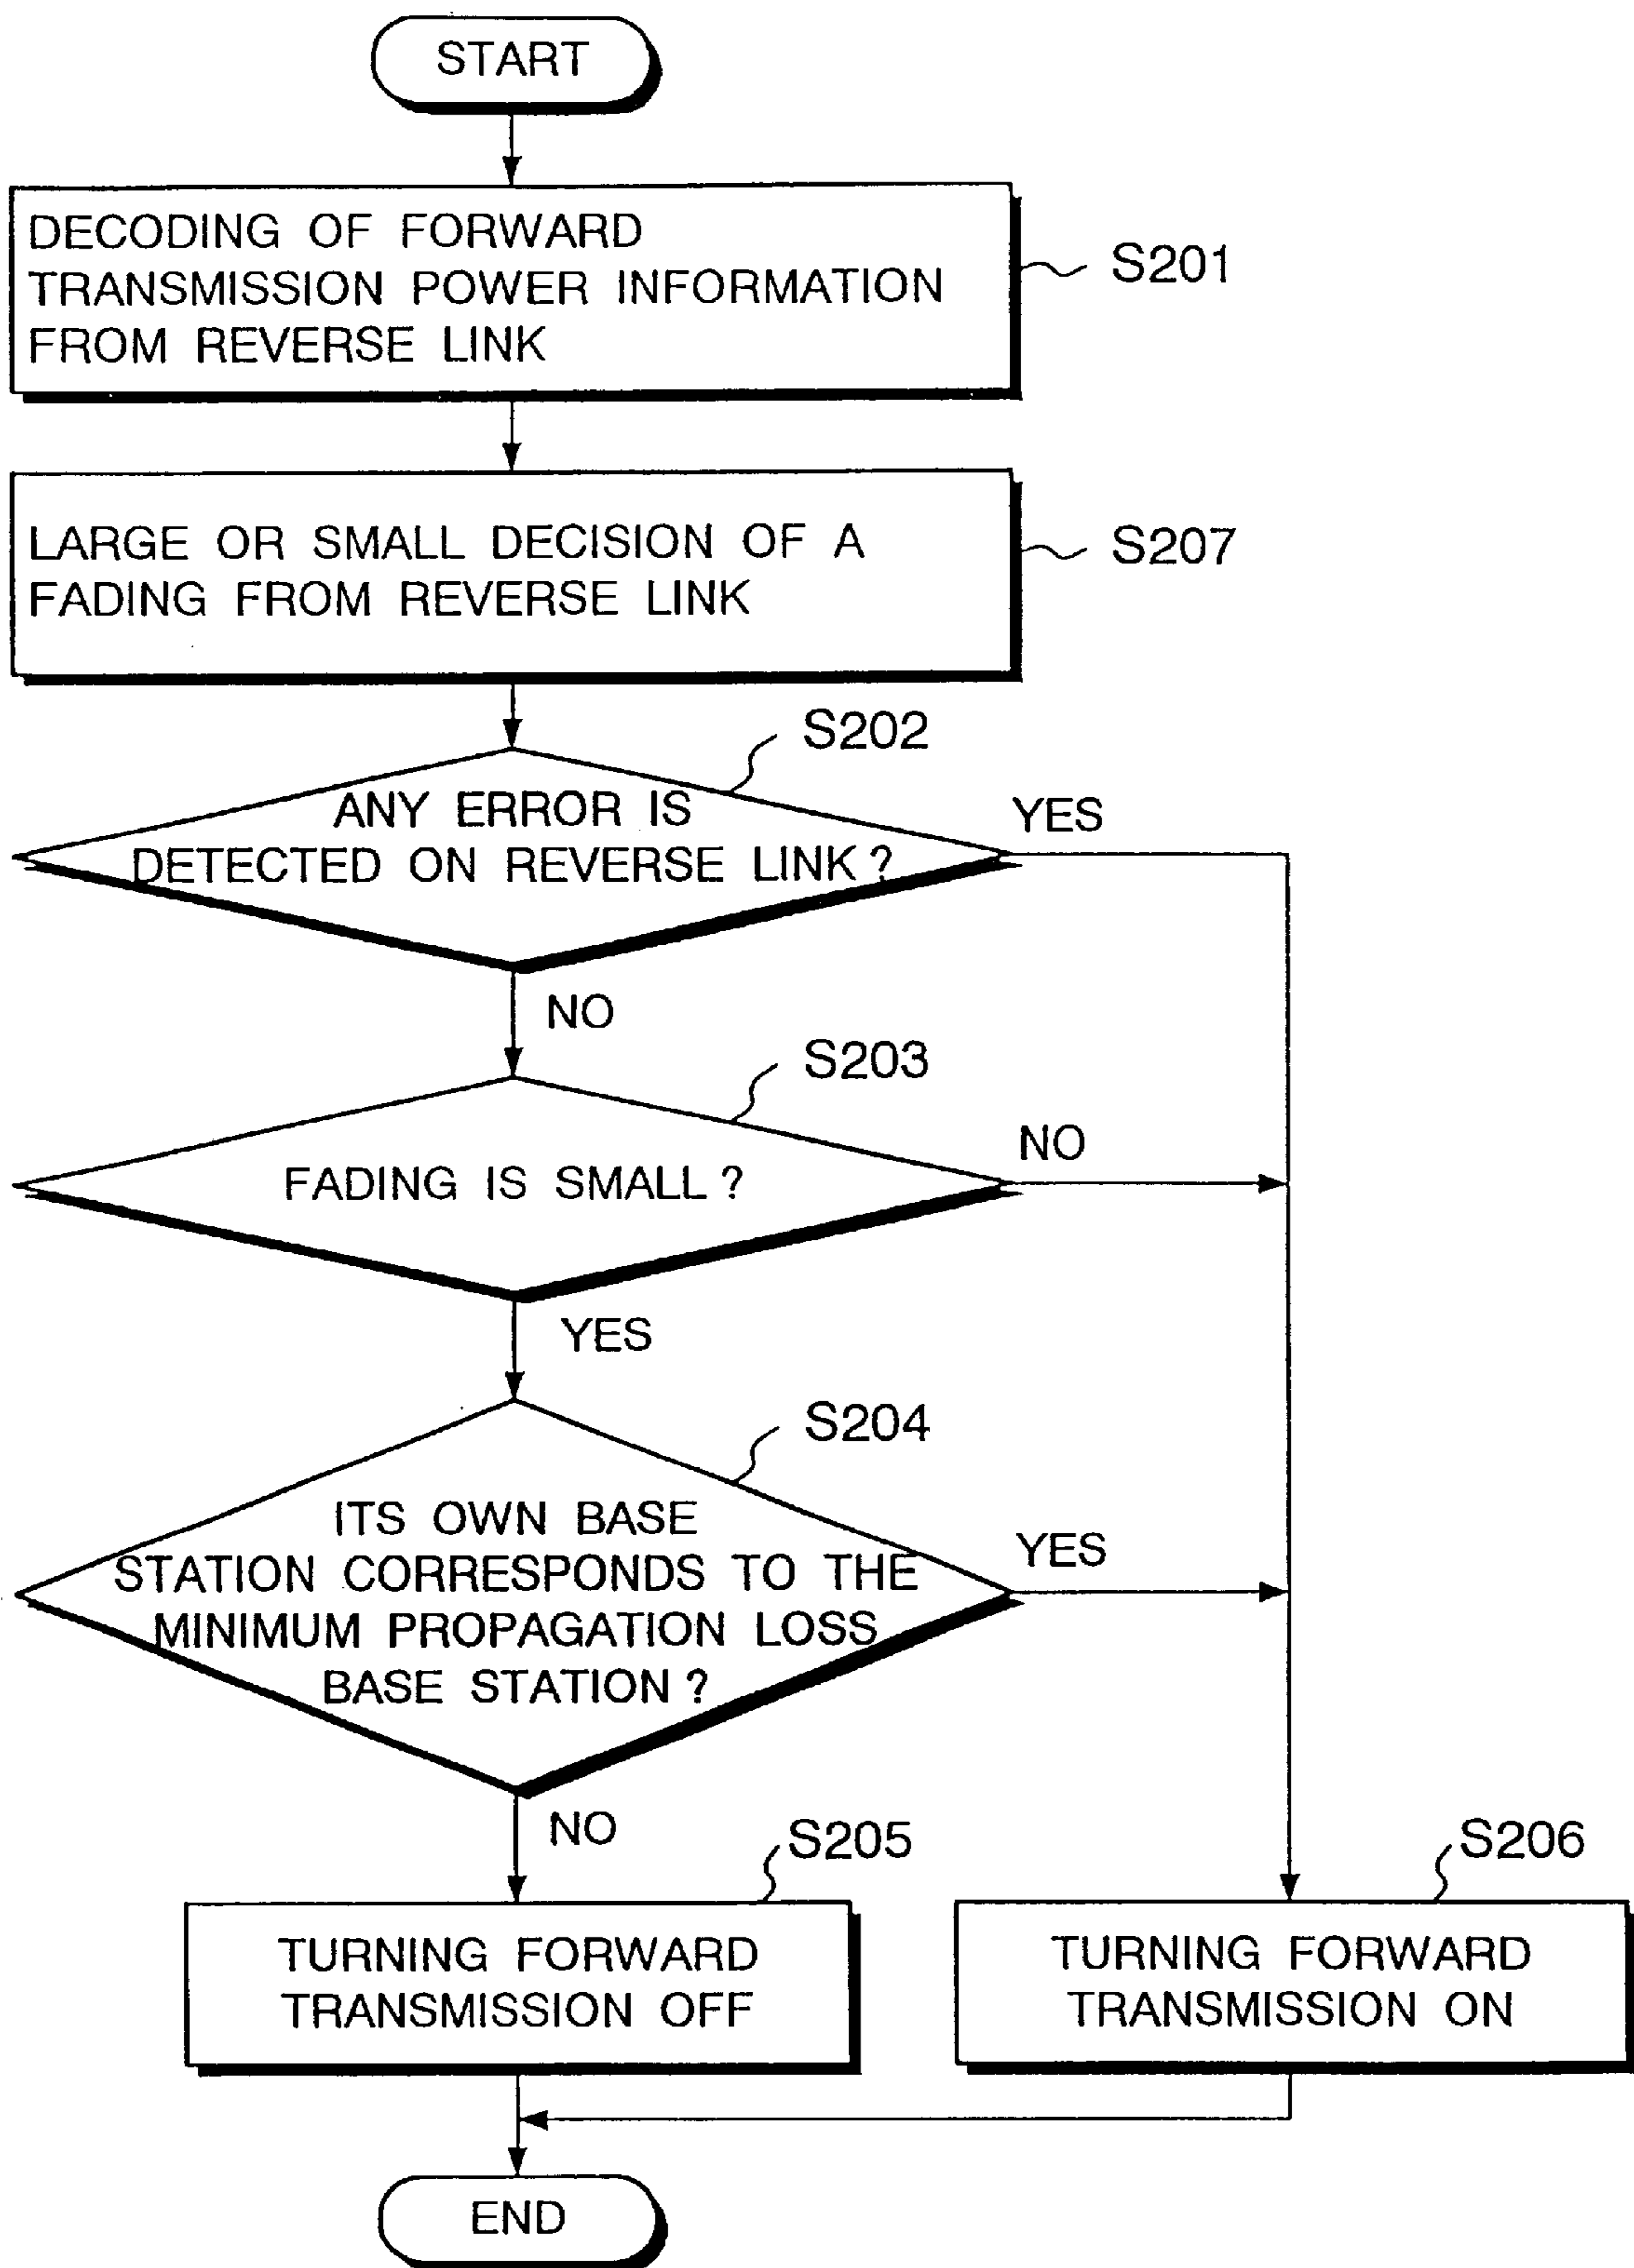 START
DECODING OF FORWARD
TRANSMISSION POWER INFORMATION
FROM REVERSE LINK
S201
LARGE OR SMALL DECISION OF A
FADING FROM REVERSE LINK
S207
S202
ANY ERROR IS
DETECTED ON REVERSE LINK ?
YES
NO
S203
FADING IS SMALL ?
NO
YES
S204
ITS OWN BASE
STATION CORRESPONDS TO THE
MINIMUM PROPAGATION LOSS
BASE STATION ?
YES
NO
S205
S206
TURNING FORWARD
TRANSMISSION OFF
TURNING FORWARD
TRANSMISSION ON
END